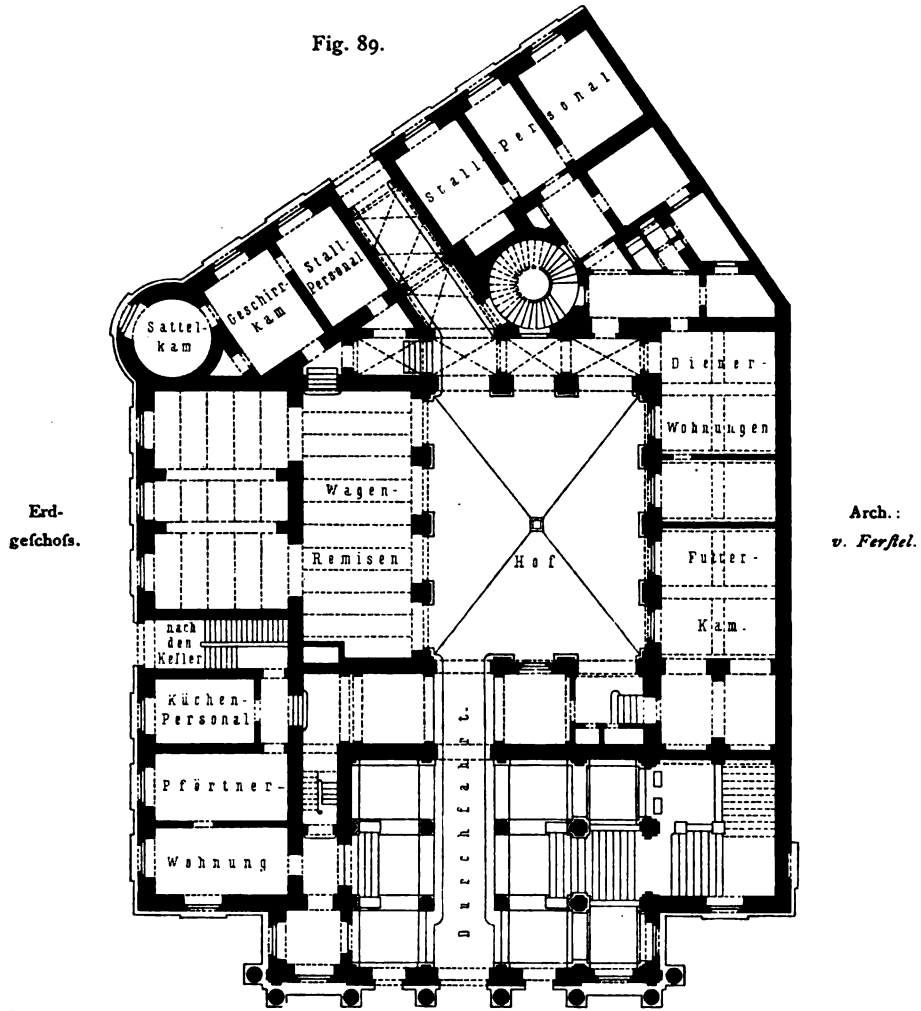 Fig. 89.
Stall-Personal
Stall-
Personal
Geschirr-
kam
Sattel-
kam
Diener-
Wohnungen
Wagen-
Remisen
Hof
Erd-
geſchoſs.
Arch.:
v. Ferſtel.
Futter-
Kam.
nach
den
Keller
Küchen-
Personal
Pförtner-
Wohnung
Durchfahrt.